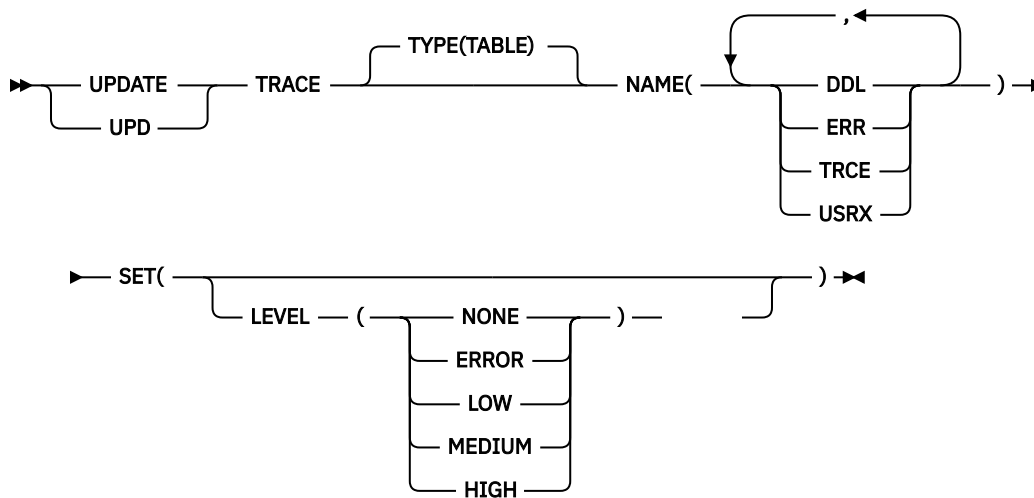 ,
TYPE(TABLE)
UPDATE TRACE NAME( DDL )
UPD ERR
TRCE
USRX
SET( )
LEVEL ( NONE )
ERROR
LOW
MEDIUM
HIGH